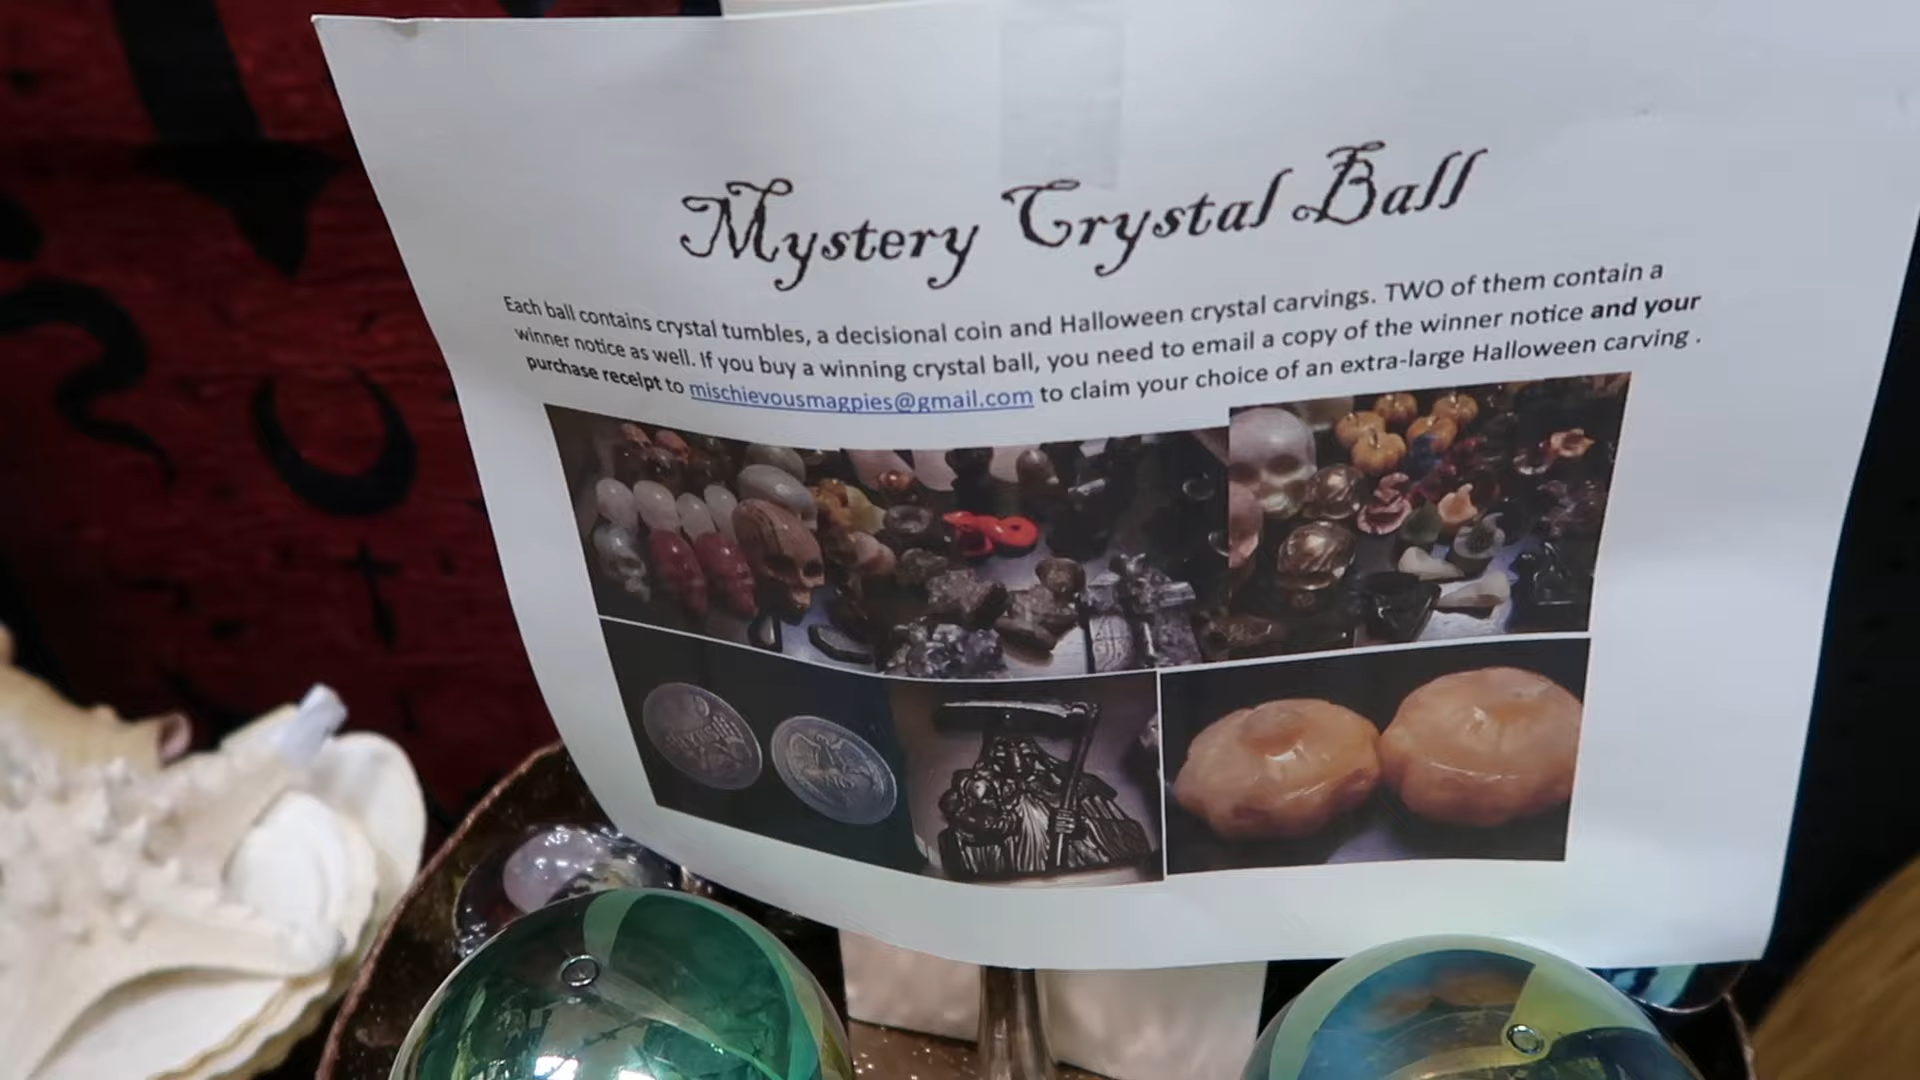 Mystery Crystal Ball
Each ball contains crystal tumbles, a decisional coin and Halloween crystal carvings. TWO of them contain a
winner notice as well. If you buy a winning crystal ball, you need to email a copy of the winner notice and your
purchase receipt to mischievousmagpies@gmail.com to claim your choice of an extra-large Halloween carving .